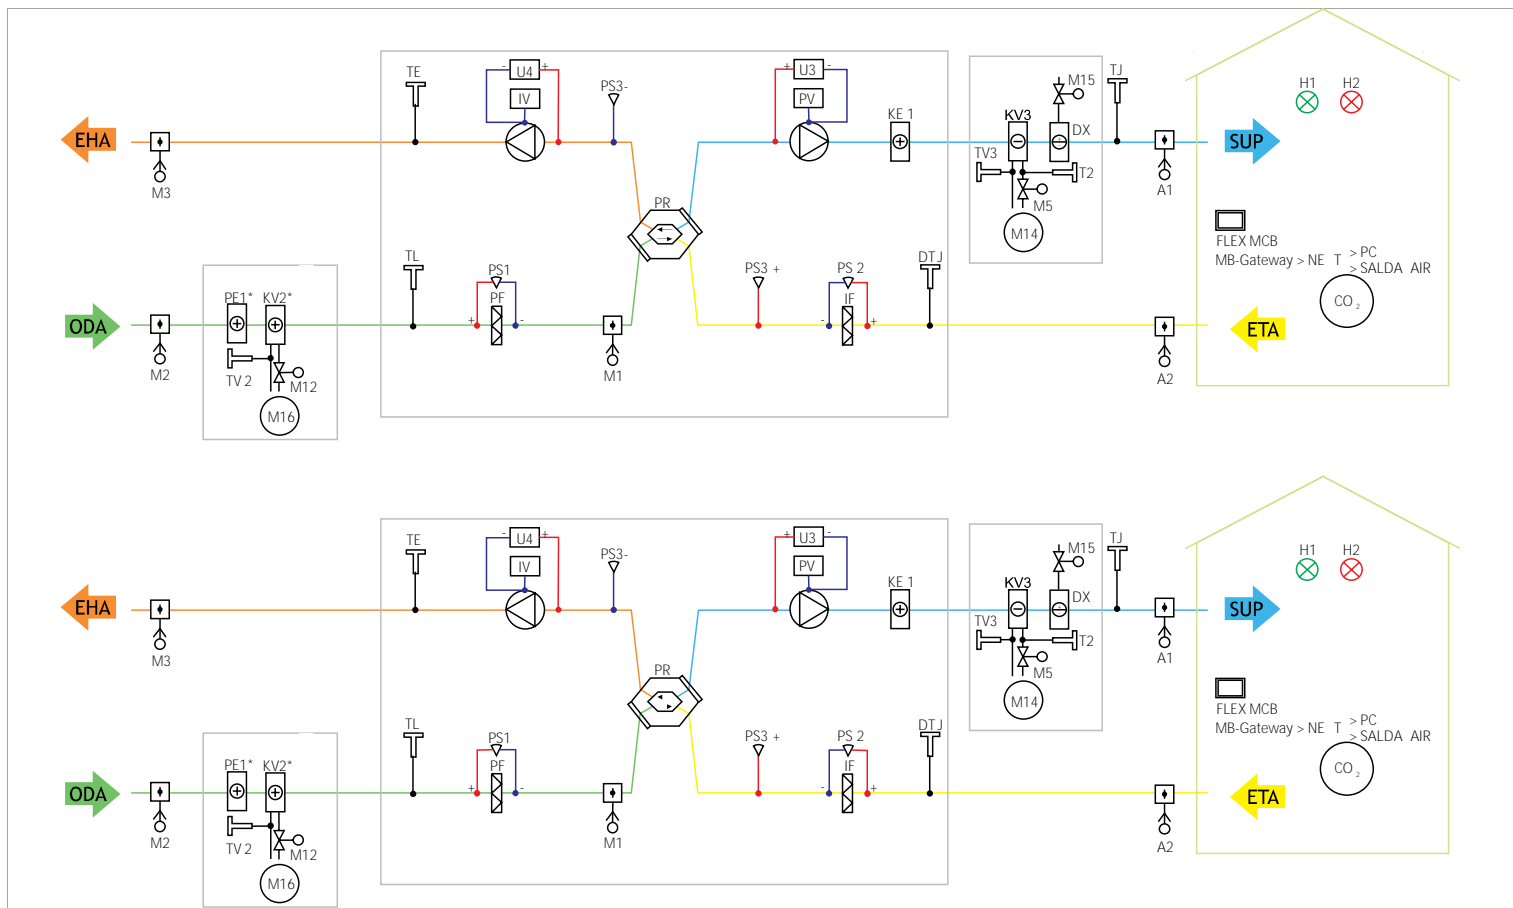 TE
U4
- +
IV
PS3-
U3
+ -
PV
KE 1
KV3
M15
DX
TJ
H1 H2
EHA
M3
TV3
T2
M5
M14
A1
SUP
PR
TL
PS1
PF
+ -
M1
PS3 +
PS 2
IF
- +
DTJ
FLEX MCB
MB-Gateway > NE T > PC
> SALDA AIR
CO 2
ODA
M2
PE1* KV2*
TV 2
M12
M16
A2
ETA
TE
U4
- +
IV
PS3-
U3
+ -
PV
KE 1
KV3
M15
DX
TJ
H1 H2
EHA
M3
TV3
T2
M5
M14
A1
SUP
PR
TL
PS1
PF
+ -
M1
PS3 +
PS 2
IF
- +
DTJ
FLEX MCB
MB-Gateway > NE T > PC
> SALDA AIR
CO 2
ODA
M2
PE1* KV2*
TV 2
M12
M16
A2
ETA